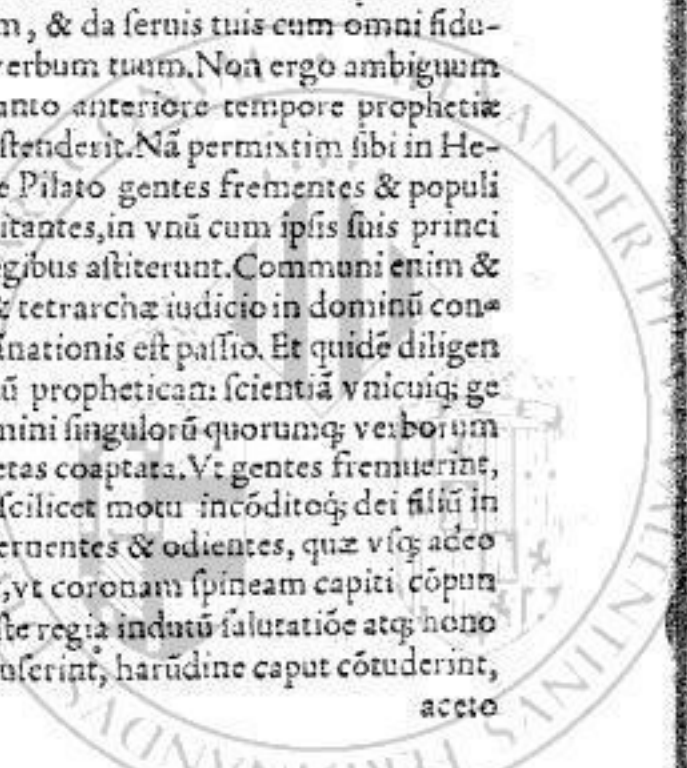 m, & da ſeruis tuis cum omni fidu-
verbum tuum. Non ergo ambiguum
anto anteriore tempore prophetiæ
ſtenderit. Nã permixtim ſibi in He-
e Pilato gentes frementes & populi
itantes, in vnũ cum ipſis ſuis princi
egibus aſtiterunt. Communi enim &
& tetrarchæ iudicio in dominũ con-
nationis eſt paſſio. Et quidẽ diligen
ũ propheticam ſcientiã vnicuiq; ge
mini ſingulorũ quorumq; verborum
etas coaptata. Vt gentes fremuerint,
ſcilicet motu incõditoq; dei filiũ in
ernentes & odientes, quæ vſq; adeo
, vt coronam ſpineam capiti cõpun
ſte regia indutũ ſalutatiõe atq; hono
uſerint, harũdine caput cõtuderint,
aceto